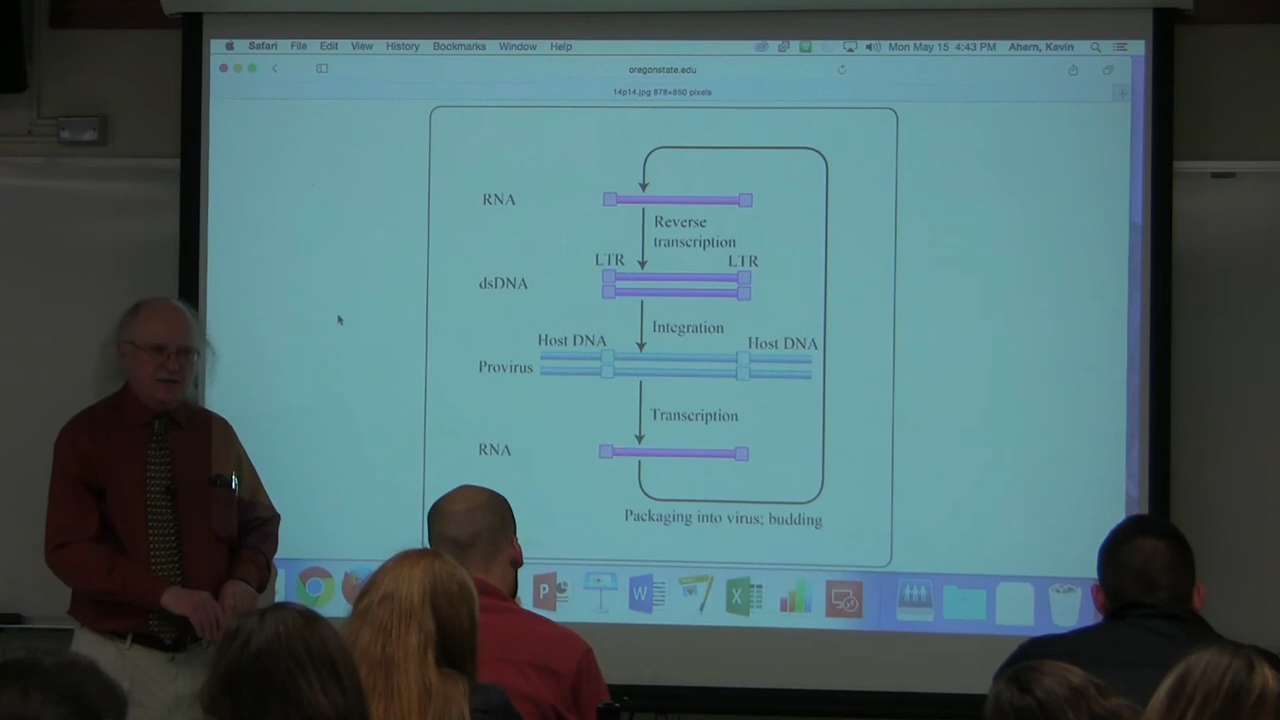 Safari File Edit View History Bookmarks Window Help Mon May 15 4:43 PM Ahern, Kevin
oregonstate.edu
14p14.jpg 878×850 pixels
RNA
Reverse
transcription
LTR LTR
dsDNA
Integration
Host DNA Host DNA
Provirus
Transcription
RNA
Packaging into virus; budding
P W X